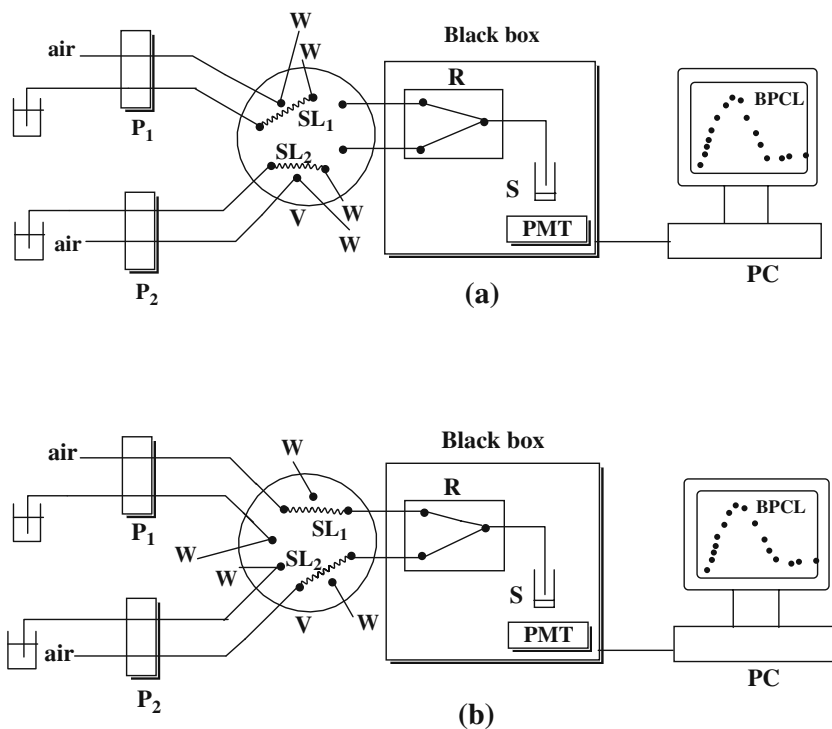 W
Black box
air
W
R
BPCL
P1
SL1
SL2
S
W
V
PMT
air
W
PC
P2
(a)
Black box
W
air
R
BPCL
P1
SL1
W
SL2
W
S
V
W
PMT
air
PC
P2
(b)